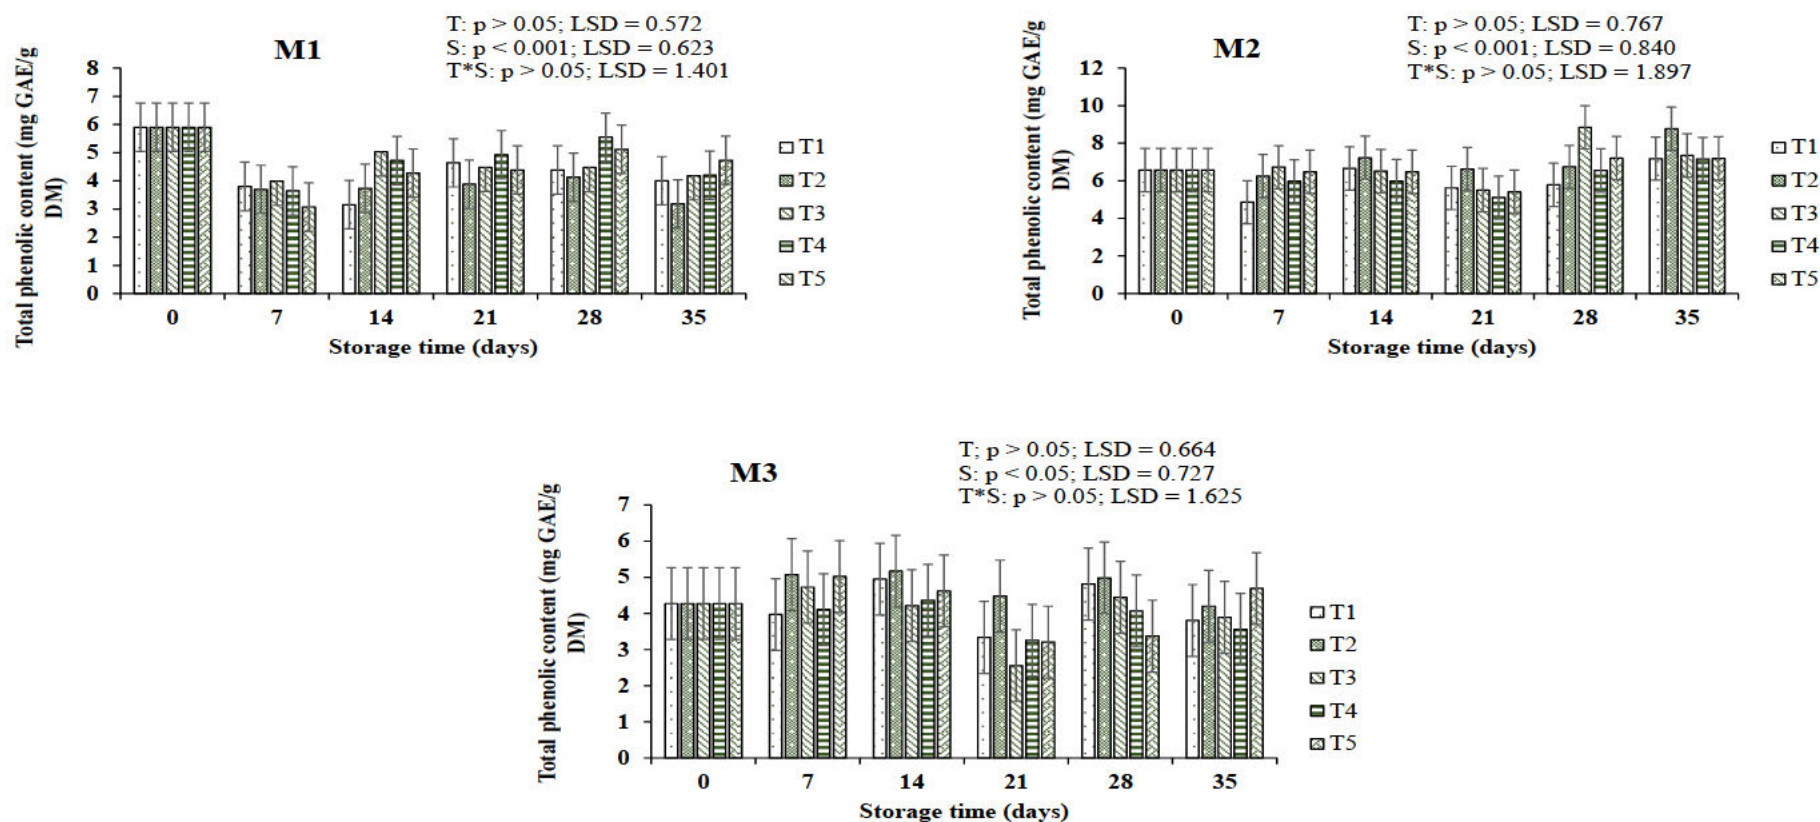 M1
T: p > 0.05; LSD = 0.572
S: p < 0.001; LSD = 0.623
T*S: p > 0.05; LSD = 1.401
Total phenolic content (mg GAE/g
DM)
8
7
6
5
4
3
2
1
0
0 7 14 21 28 35
Storage time (days)
T1
T2
T3
T4
T5
M2
T: p > 0.05; LSD = 0.767
S: p < 0.001; LSD = 0.840
T*S: p > 0.05; LSD = 1.897
Total phenolic content (mg GAE/g
DM)
12
10
8
6
4
2
0
0 7 14 21 28 35
Storage time (days)
T1
T2
T3
T4
T5
M3
T; p > 0.05; LSD = 0.664
S: p < 0.05; LSD = 0.727
T*S: p > 0.05; LSD = 1.625
Total phenolic content (mg GAE/g
DM)
7
6
5
4
3
2
1
0
0 7 14 21 28 35
Storage time (days)
T1
T2
T3
T4
T5